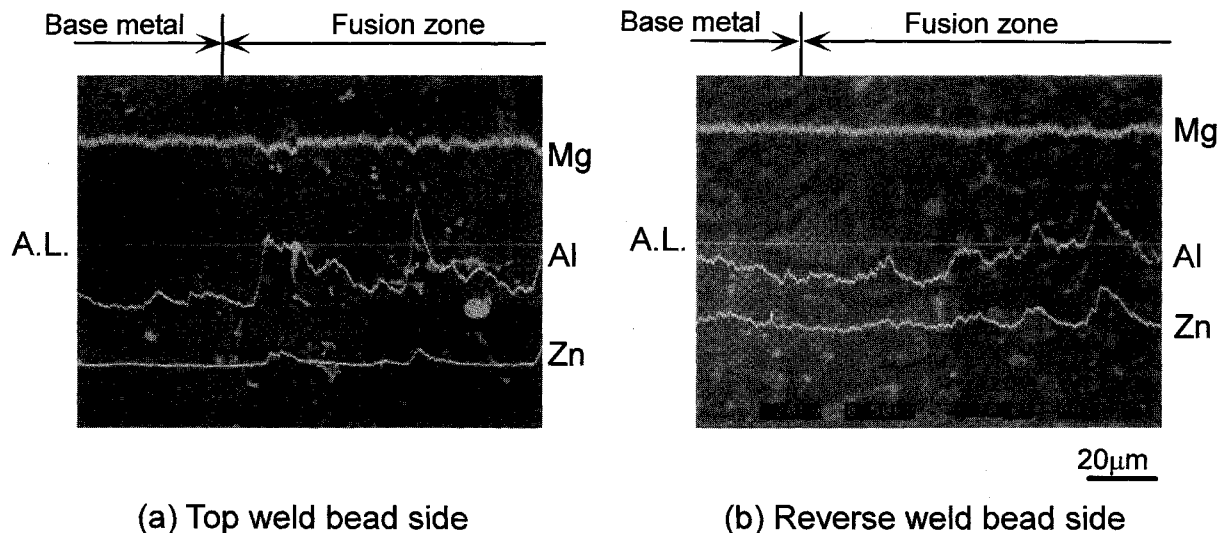 Base metal Fusion zone
Base metal Fusion zone
Mg
Mg
A.L.
Al
A.L.
Al
Zn
Zn
20μm
(a) Top weld bead side
(b) Reverse weld bead side